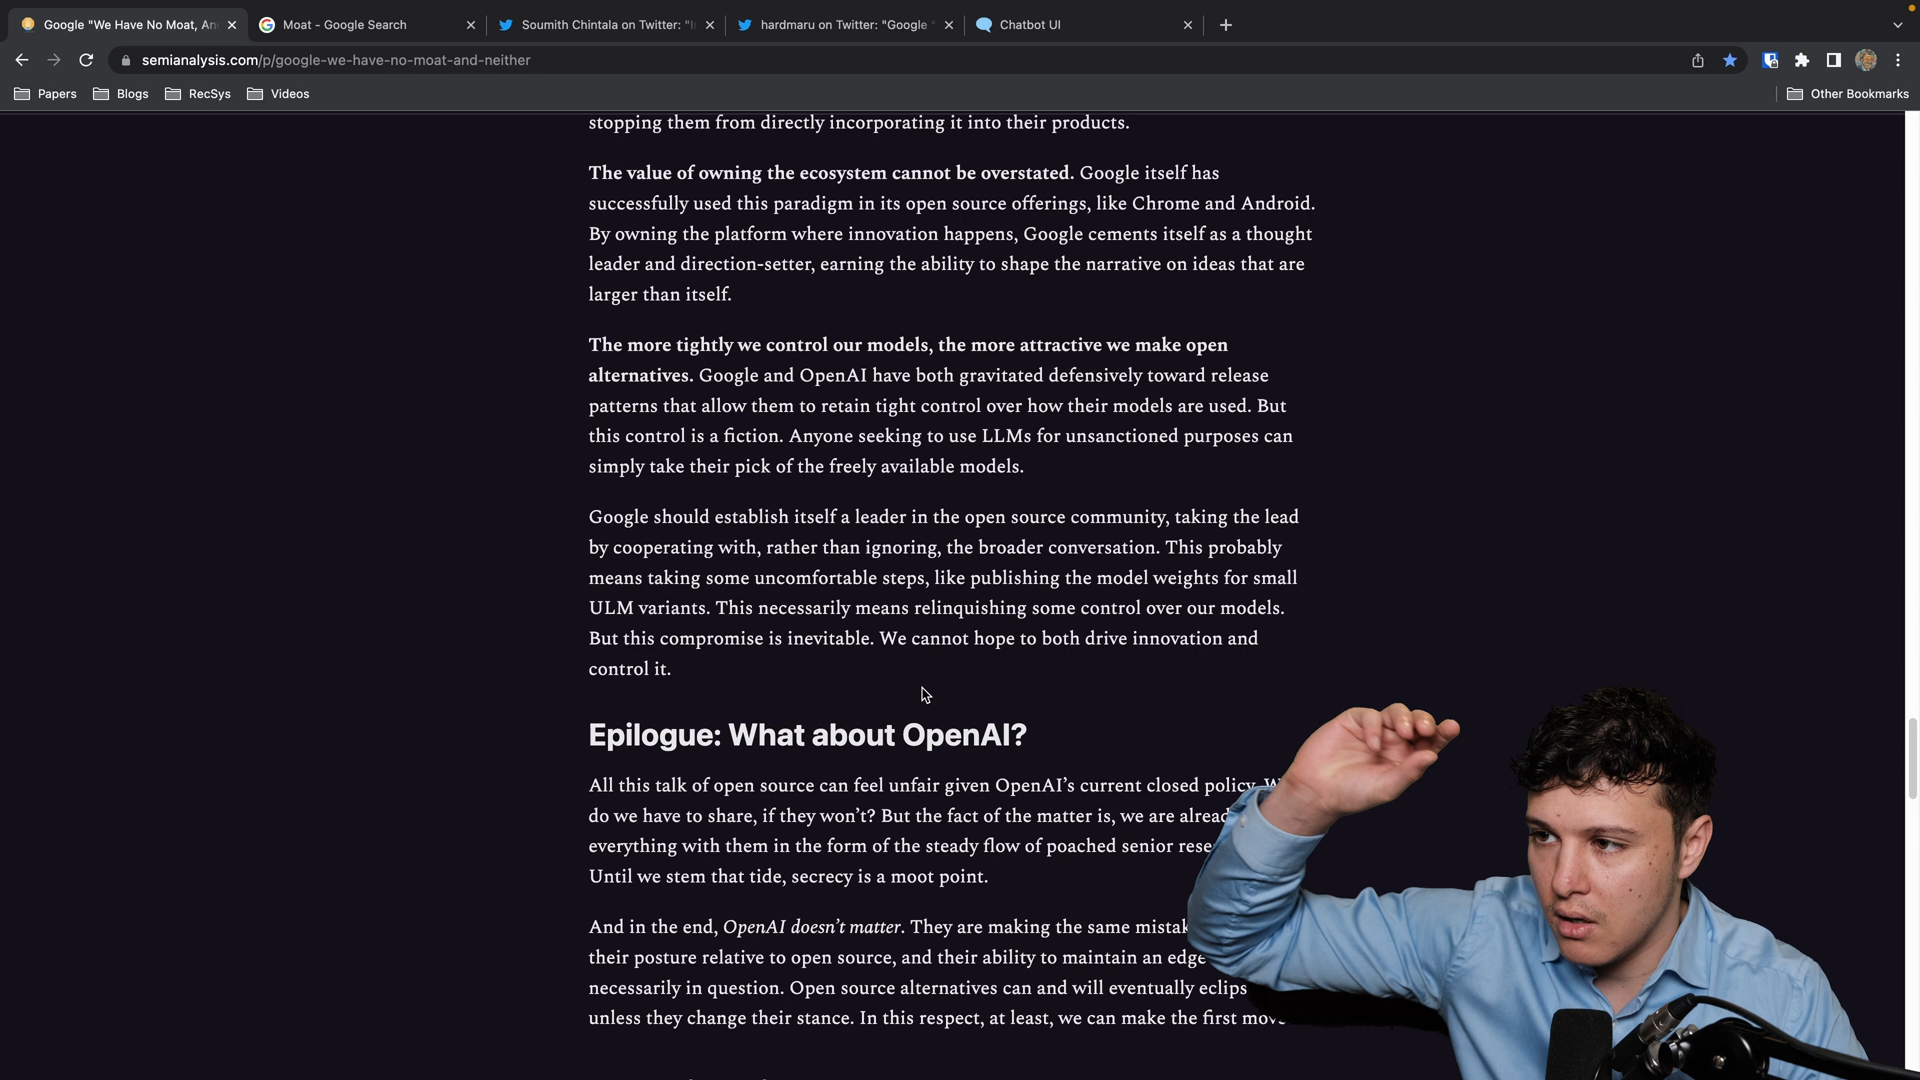 Google "We Have No Moat, An
Moat - Google Search
Soumith Chintala on Twitter: "I
hardmaru on Twitter: "Google "
Chatbot UI
semianalysis.com/p/google-we-have-no-moat-and-neither
Papers
Blogs
RecSys
Videos
Other Bookmarks
stopping them from directly incorporating it into their products.
The value of owning the ecosystem cannot be overstated. Google itself has
successfully used this paradigm in its open source offerings, like Chrome and Android.
By owning the platform where innovation happens, Google cements itself as a thought
leader and direction-setter, earning the ability to shape the narrative on ideas that are
larger than itself.
The more tightly we control our models, the more attractive we make open
alternatives. Google and OpenAI have both gravitated defensively toward release
patterns that allow them to retain tight control over how their models are used. But
this control is a fiction. Anyone seeking to use LLMs for unsanctioned purposes can
simply take their pick of the freely available models.
Google should establish itself a leader in the open source community, taking the lead
by cooperating with, rather than ignoring, the broader conversation. This probably
means taking some uncomfortable steps, like publishing the model weights for small
ULM variants. This necessarily means relinquishing some control over our models.
But this compromise is inevitable. We cannot hope to both drive innovation and
control it.
Epilogue: What about OpenAI?
All this talk of open source can feel unfair given OpenAI's current closed policy.
do we have to share, if they won't? But the fact of the matter is, we are alread
everything with them in the form of the steady flow of poached senior rese
Until we stem that tide, secrecy is a moot point.
And in the end, OpenAI doesn't matter. They are making the same mistak
their posture relative to open source, and their ability to maintain an edge
necessarily in question. Open source alternatives can and will eventually eclips
unless they change their stance. In this respect, at least, we can make the first move